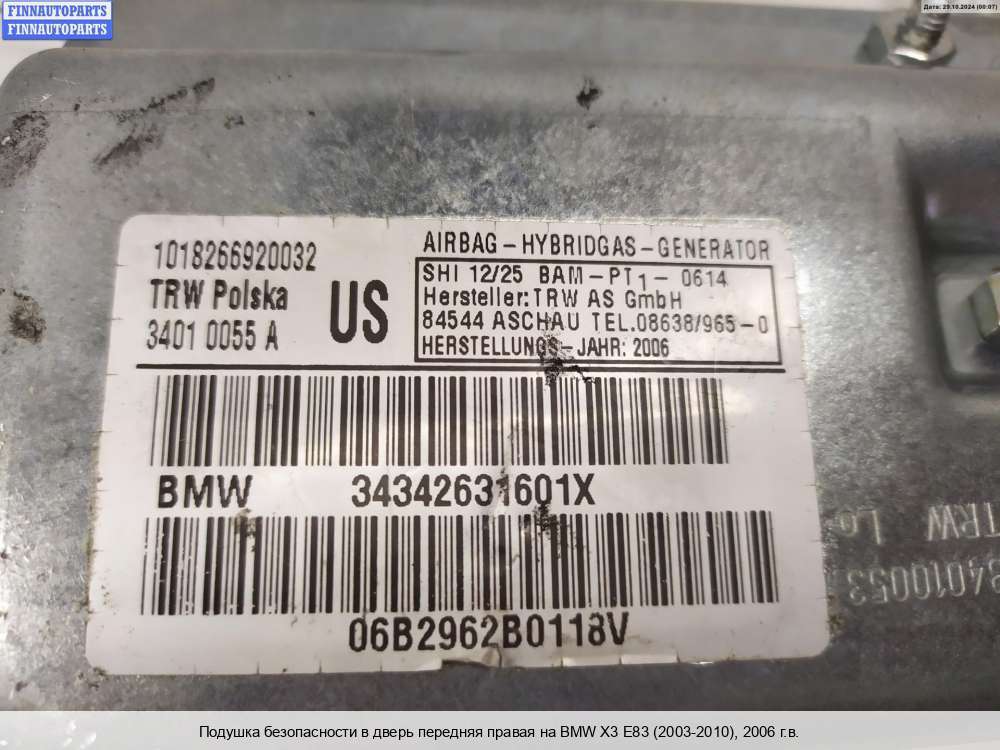 FINNAUTOPARTS
FINNAUTOPARTS
Дата: 29.10.2024 (00:07)
1018266920032
TRW Polska
3401 0055 A
US
AIRBAG-HYBRIDGAS-GENERATOR
SHI 12/25 BAM-PT1-0614
Hersteller: TRW AS GmbH
84544 ASCHAU TEL.08638/965-0
HERSTELLUNGS-JAHR: 2006
BMW 34342631601X
06B2962B0118V
TRW
34010053
Подушка безопасности в дверь передняя правая на BMW X3 E83 (2003-2010), 2006 г.в.